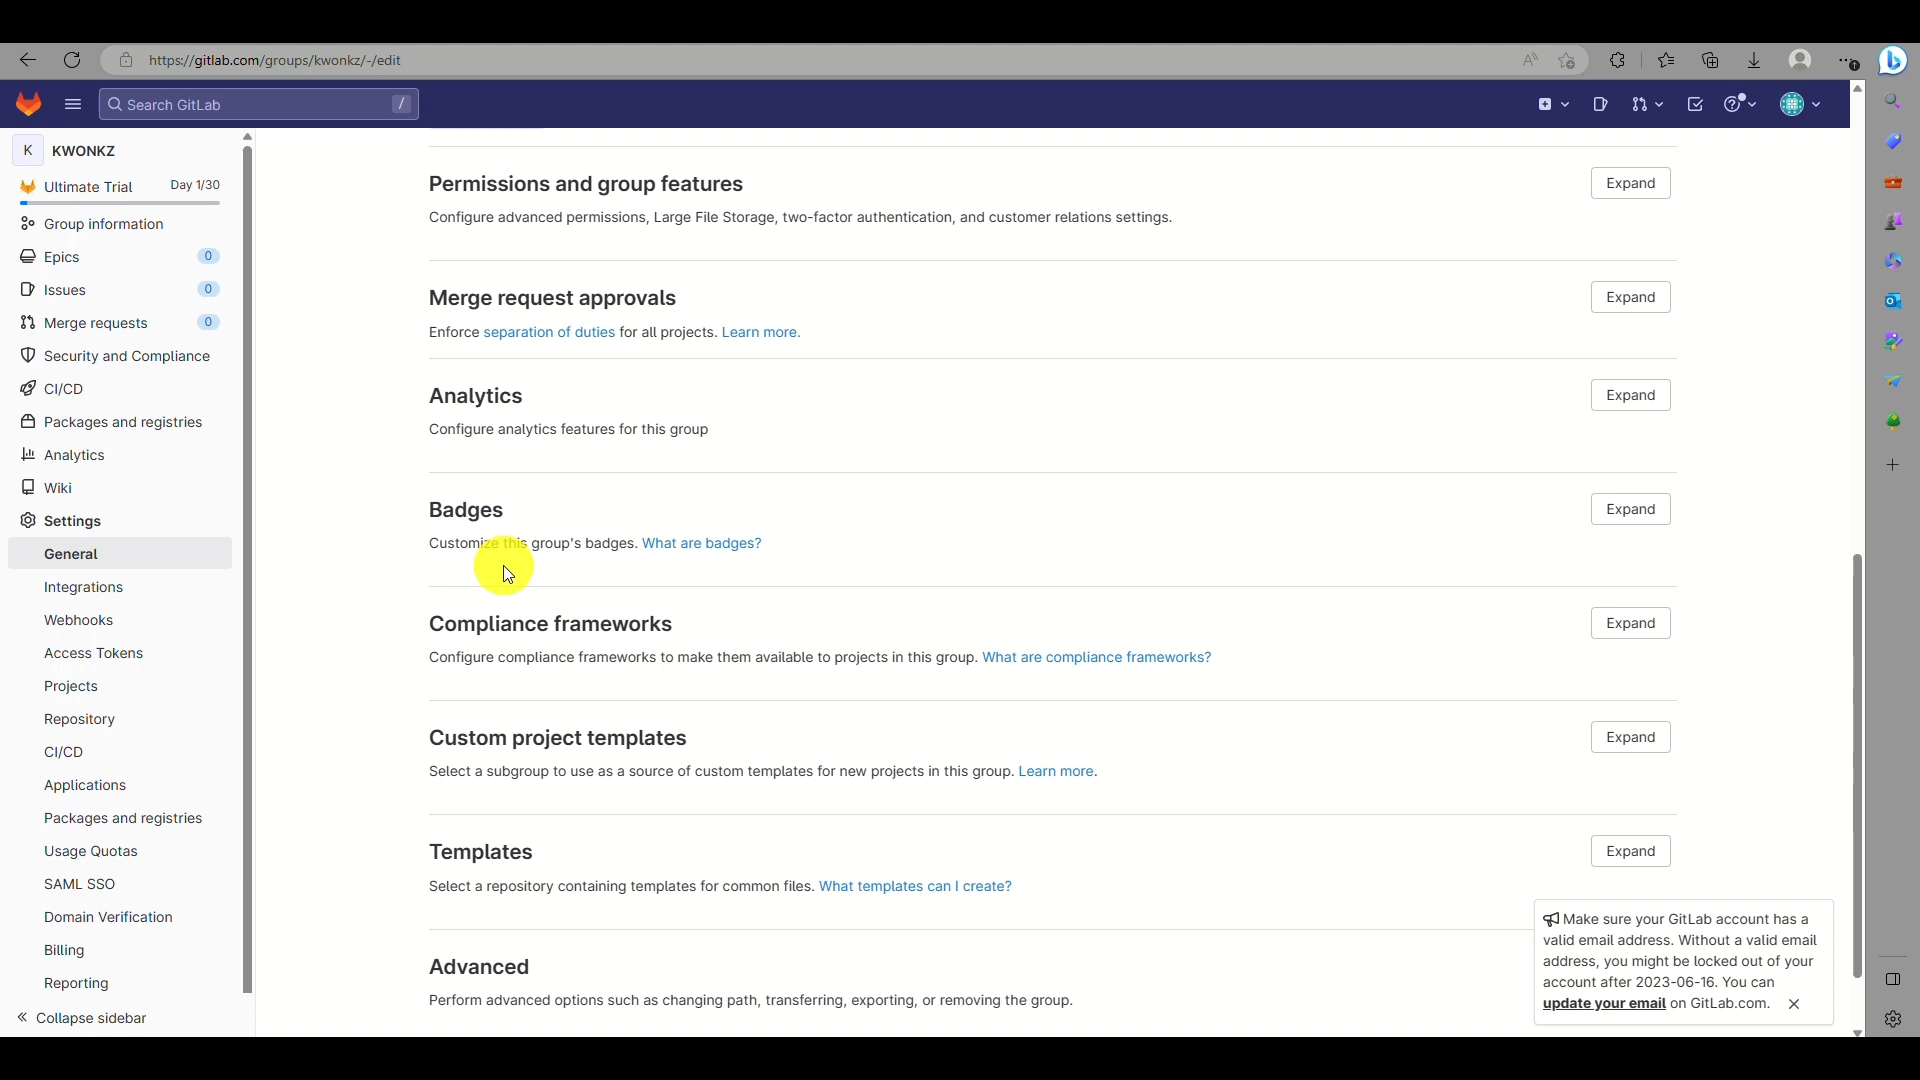 https://gitlab.com/groups/kwonkz/-/edit
Search GitLab /
K KWONKZ
Ultimate Trial Day 1/30
Group information
Epics 0
Issues 0
Merge requests 0
Security and Compliance
CI/CD
Packages and registries
Analytics
Wiki
Settings
General
Integrations
Webhooks
Access Tokens
Projects
Repository
CI/CD
Applications
Packages and registries
Usage Quotas
SAML SSO
Domain Verification
Billing
Reporting
Collapse sidebar
Permissions and group features
Expand
Configure advanced permissions, Large File Storage, two-factor authentication, and customer relations settings.
Merge request approvals
Expand
Enforce separation of duties for all projects. Learn more.
Analytics
Expand
Configure analytics features for this group
Badges
Expand
Customize this group's badges. What are badges?
Compliance frameworks
Expand
Configure compliance frameworks to make them available to projects in this group. What are compliance frameworks?
Custom project templates
Expand
Select a subgroup to use as a source of custom templates for new projects in this group. Learn more.
Templates
Expand
Select a repository containing templates for common files. What templates can I create?
Advanced
Perform advanced options such as changing path, transferring, exporting, or removing the group.
Make sure your GitLab account has a
valid email address. Without a valid email
address, you might be locked out of your
account after 2023-06-16. You can
update your email on GitLab.com.